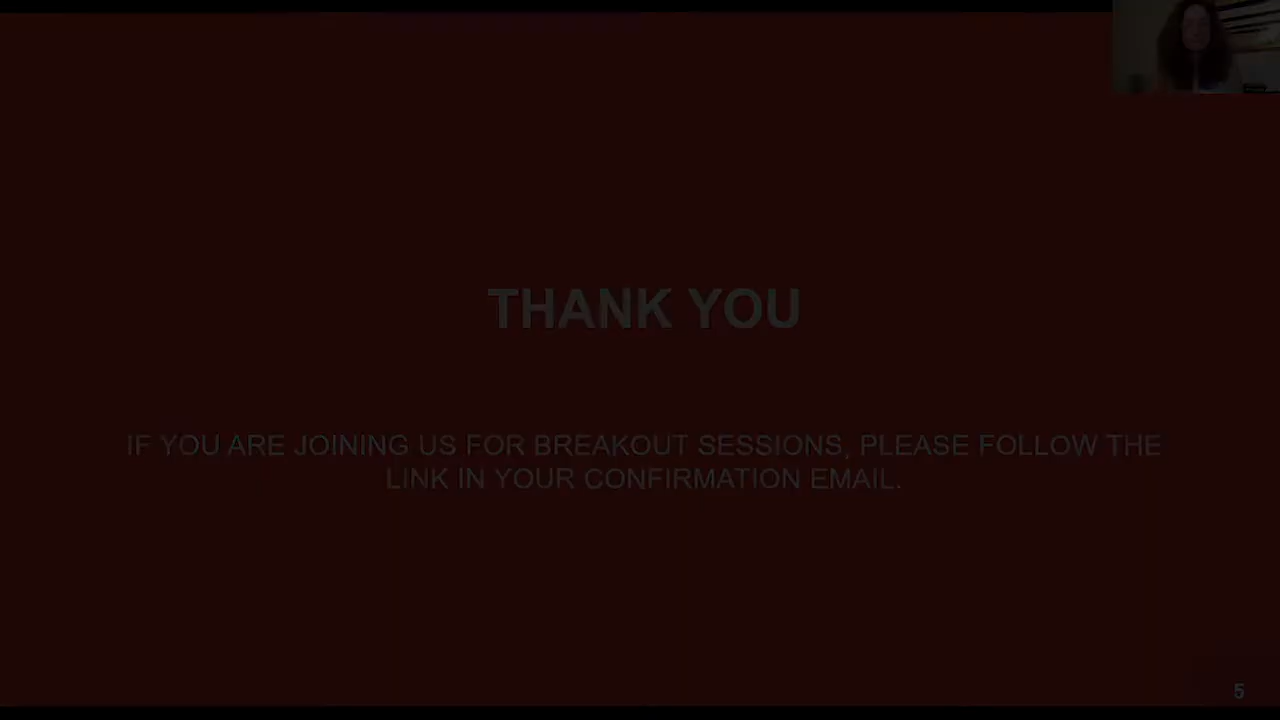 THANK YOU
IF YOU ARE JOINING US FOR BREAKOUT SESSIONS, PLEASE FOLLOW THE
LINK IN YOUR CONFIRMATION EMAIL.
5